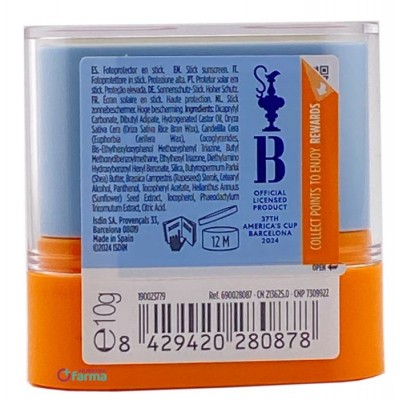 ES. Fotoprotector en stick. EN. Stick sunscreen. IT.
Fotoprotettore in stick. Protezione alta. PT. Protetor solar em
stick. Proteção elevada. DE. Sonnenschutz-Stick. Hoher Schutz.
FR. Écran solaire en stick. Haute protection. NL. Stick
zonnebescherming. Hoge bescherming. Ingredients: Dicaprylyl
Carbonate, Dibutyl Adipate, Hydrogenated Castor Oil, Oryza
Sativa Cera (Oryza Sativa Rice Bran Wax), Candelilla Cera
(Euphorbia Cerifera Wax), Cocoglycerides,
Bis-Ethylhexyloxyphenol Methoxyphenyl Triazine, Butyl
Methoxydibenzoylmethane, Ethylhexyl Triazone, Diethylamino
Hydroxybenzoyl Hexyl Benzoate, Silica, Butyrospermum Parkii
(Shea) Butter, Brassica Campestris (Rapeseed) Sterols, Cetearyl
Alcohol, Panthenol, Tocopheryl Acetate, Helianthus Annuus
(Sunflower) Seed Extract, Tocopherol, Phaeodactylum
Tricornutum Extract, Citric Acid.
Isdin SA. Provençals 33,
Barcelona 08019
Made in Spain
©2024 ISDIN
12 M
B
OFFICIAL
LICENSED
PRODUCT
37TH
AMERICA'S CUP
BARCELONA
2024
COLLECT POINTS TO ENJOY REWARDS
OPEN
e10g
190023779
Ref. 690028087 - CN 213625.0 - CNP 7309922
8 429420 280878
Farma